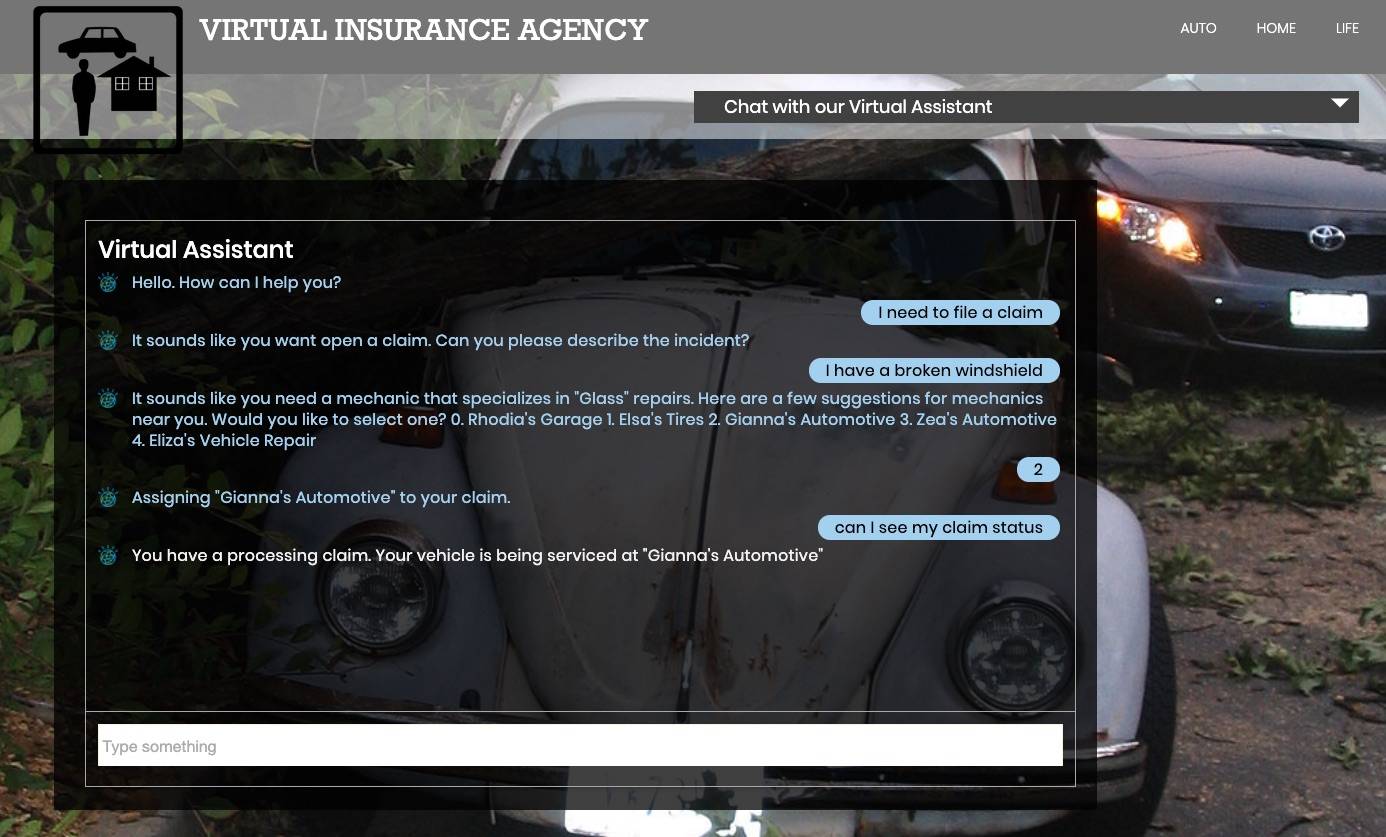 VIRTUAL INSURANCE AGENCY
AUTO HOME LIFE
Chat with our Virtual Assistant
Virtual Assistant
Hello. How can I help you?
I need to file a claim
It sounds like you want open a claim. Can you please describe the incident?
I have a broken windshield
It sounds like you need a mechanic that specializes in "Glass" repairs. Here are a few suggestions for mechanics
near you. Would you like to select one? 0. Rhodia's Garage 1. Elsa's Tires 2. Gianna's Automotive 3. Zea's Automotive
4. Eliza's Vehicle Repair
2
Assigning "Gianna's Automotive" to your claim.
can I see my claim status
You have a processing claim. Your vehicle is being serviced at "Gianna's Automotive"
Type something